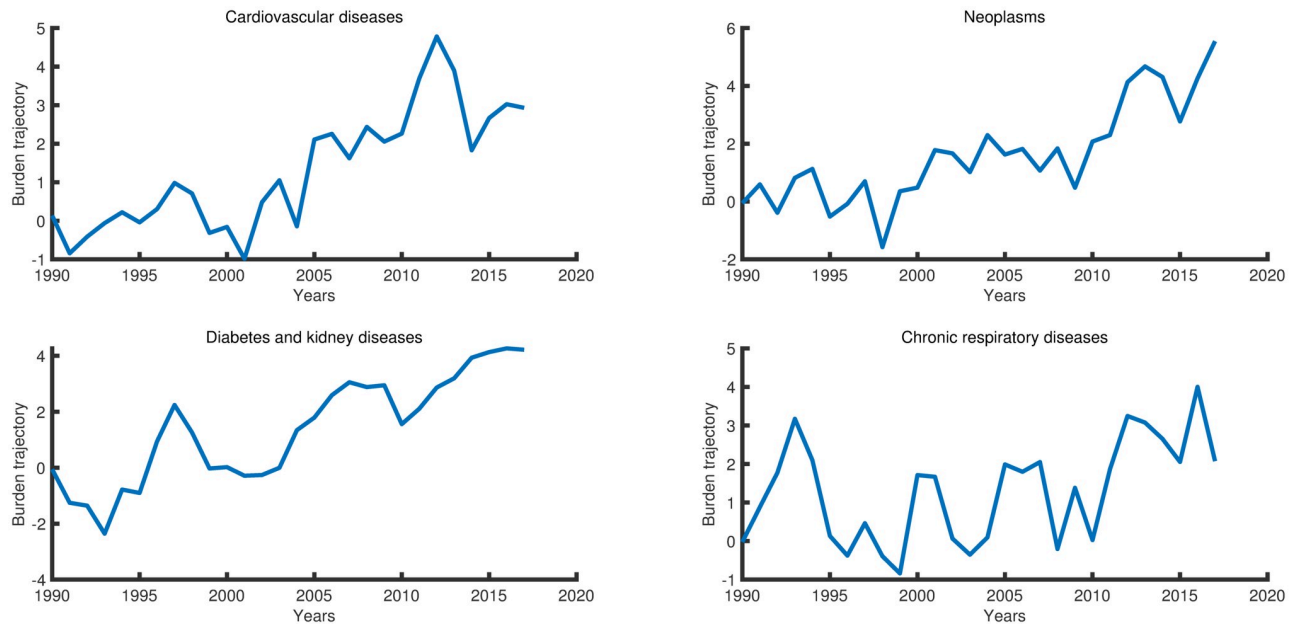 Cardiovascular diseases
5
4
3
2
1
0
-1
Burden trajectory
1990 1995 2000 2005 2010 2015 2020
Years
Neoplasms
6
4
2
0
-2
Burden trajectory
1990 1995 2000 2005 2010 2015 2020
Years
Diabetes and kidney diseases
4
2
0
-2
-4
Burden trajectory
1990 1995 2000 2005 2010 2015 2020
Years
Chronic respiratory diseases
5
4
3
2
1
0
-1
Burden trajectory
1990 1995 2000 2005 2010 2015 2020
Years